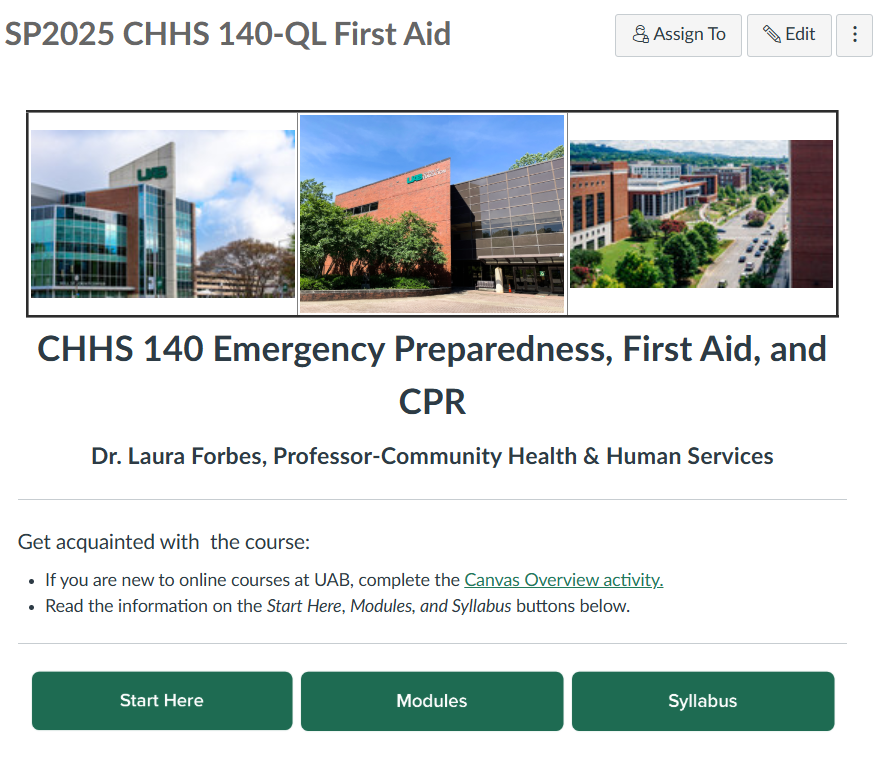 SP2025 CHHS 140-QL First Aid
Assign To
Edit
UAB
UAB
CHHS 140 Emergency Preparedness, First Aid, and
CPR
Dr. Laura Forbes, Professor-Community Health & Human Services
Get acquainted with  the course:
• If you are new to online courses at UAB, complete the Canvas Overview activity.
• Read the information on the Start Here, Modules, and Syllabus buttons below.
Start Here
Modules
Syllabus